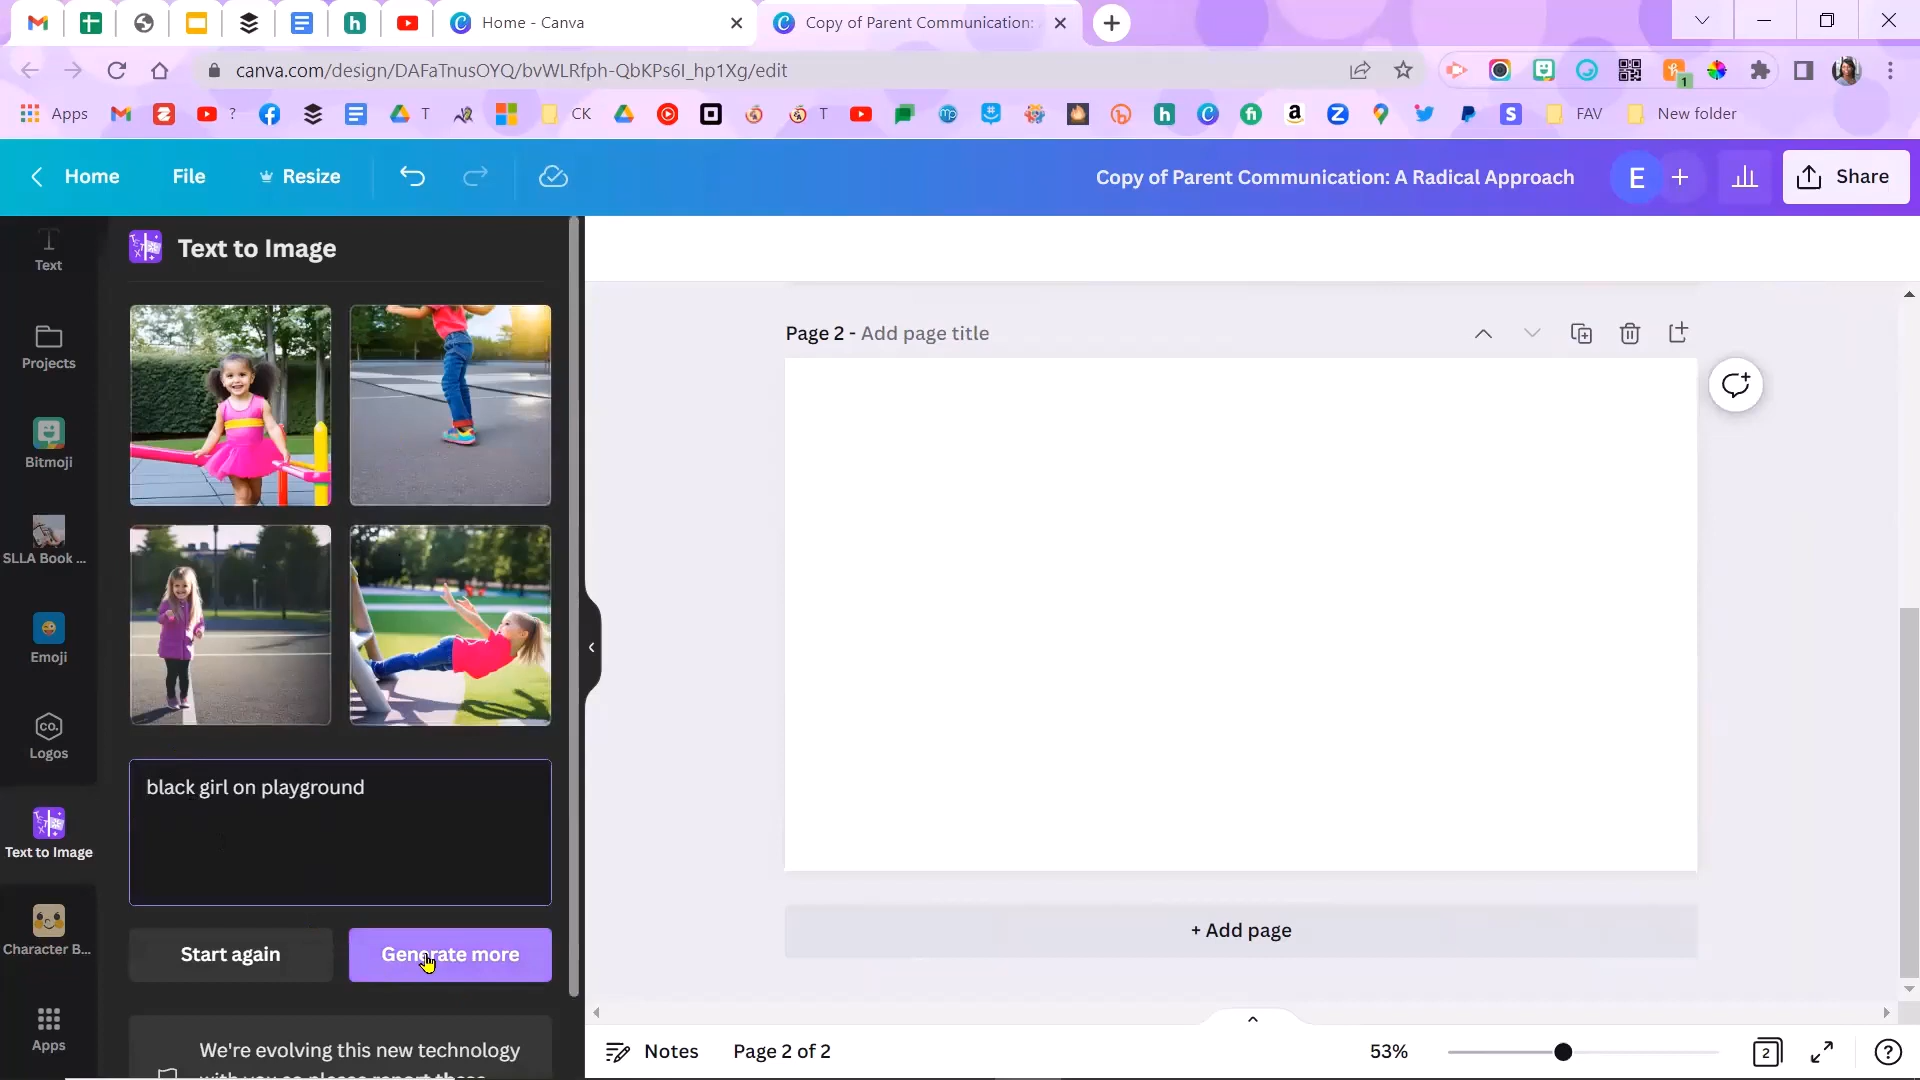 Home - Canva
Copy of Parent Communication:
canva.com/design/DAFaTnusOYQ/bvWLRfph-QbKPs6I_hp1Xg/edit
1
Apps
?
T
CK
T
FAV
New folder
Home
File
Resize
Copy of Parent Communication: A Radical Approach
E
Share
Text
Projects
Bitmoji
SLLA Book ...
Emoji
co.
Logos
Text to Image
Character B...
Apps
Text to Image
black girl on playground
Start again
Generate more
We're evolving this new technology
Page 2 - Add page title
+ Add page
Notes
Page 2 of 2
53%
2